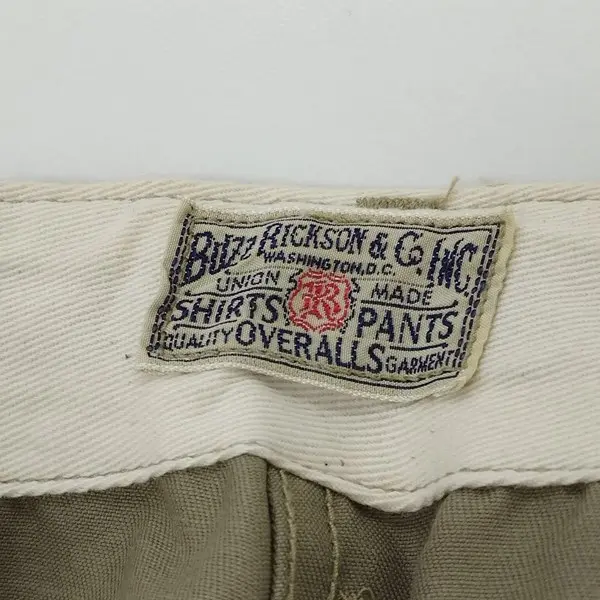 BUZZ RICKSON & Co. INC.
WASHINGTON, D.C.
UNION MADE
SHIRTS R PANTS
QUALITY OVERALLS GARMENT